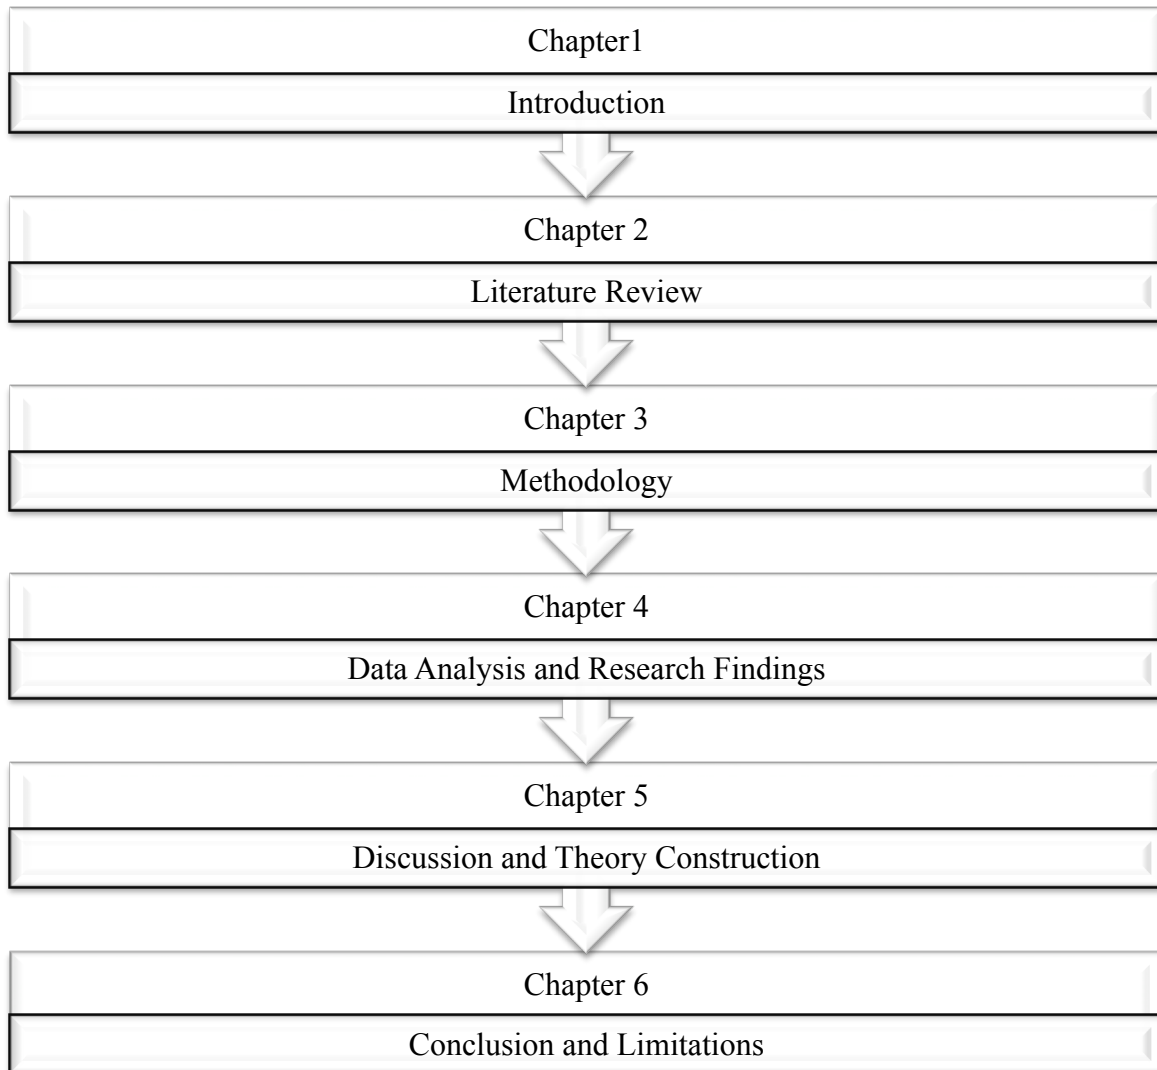 Chapter1
Introduction
Chapter 2
Literature Review
Chapter 3
Methodology
Chapter 4
Data Analysis and Research Findings
Chapter 5
Discussion and Theory Construction
Chapter 6
Conclusion and Limitations